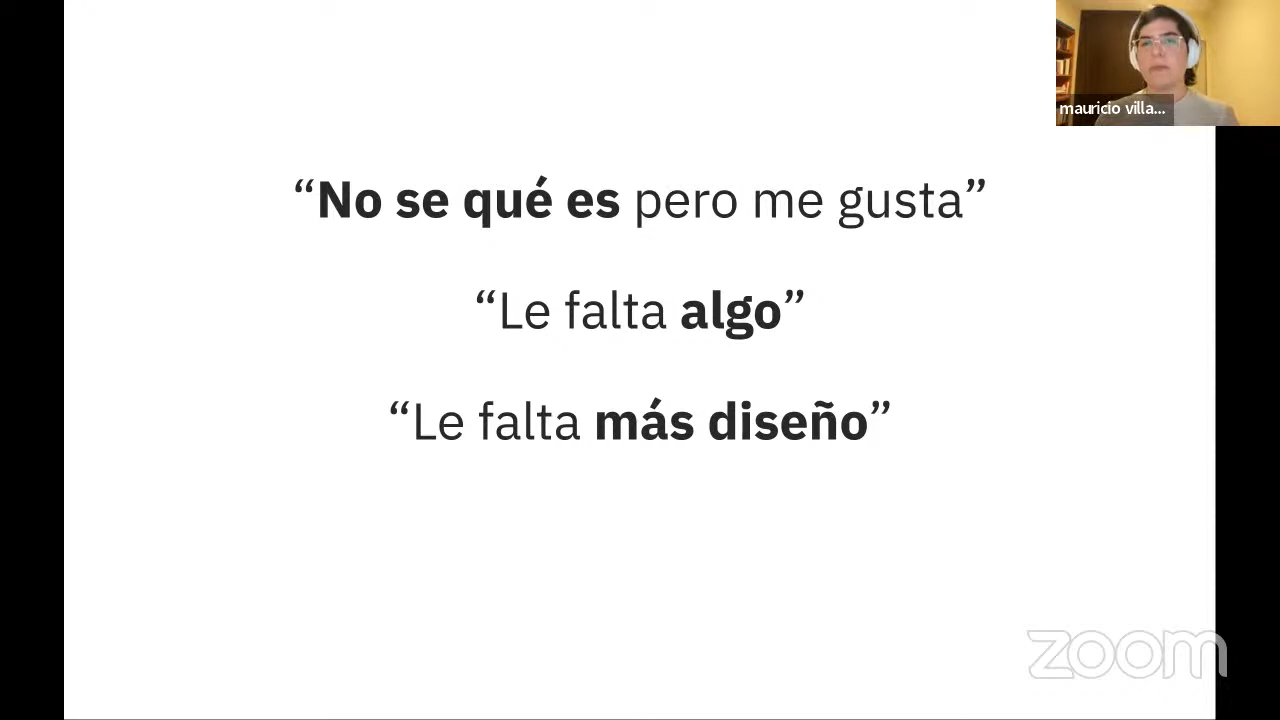 mauricio villa...
“No se qué es pero me gusta”
“Le falta algo”
“Le falta más diseño”
zoom